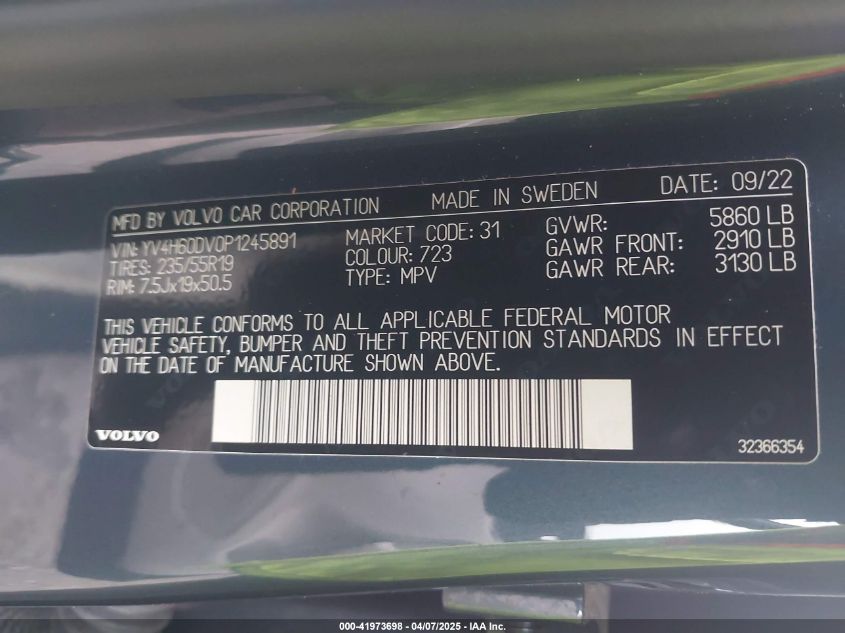 MFD BY VOLVO CAR CORPORATION MADE IN SWEDEN DATE: 09/22
VIN: YV4H60DV0P1245891 MARKET CODE: 31 GVWR: 5860 LB
TIRES: 235/55R19 COLOUR: 723 GAWR FRONT: 2910 LB
RIM: 7.5Jx19x50.5 TYPE: MPV GAWR REAR: 3130 LB
THIS VEHICLE CONFORMS TO ALL APPLICABLE FEDERAL MOTOR
VEHICLE SAFETY, BUMPER AND THEFT PREVENTION STANDARDS IN EFFECT
ON THE DATE OF MANUFACTURE SHOWN ABOVE.
VOLVO 32366354
000-41973698 - 04/07/2025 - IAA Inc.